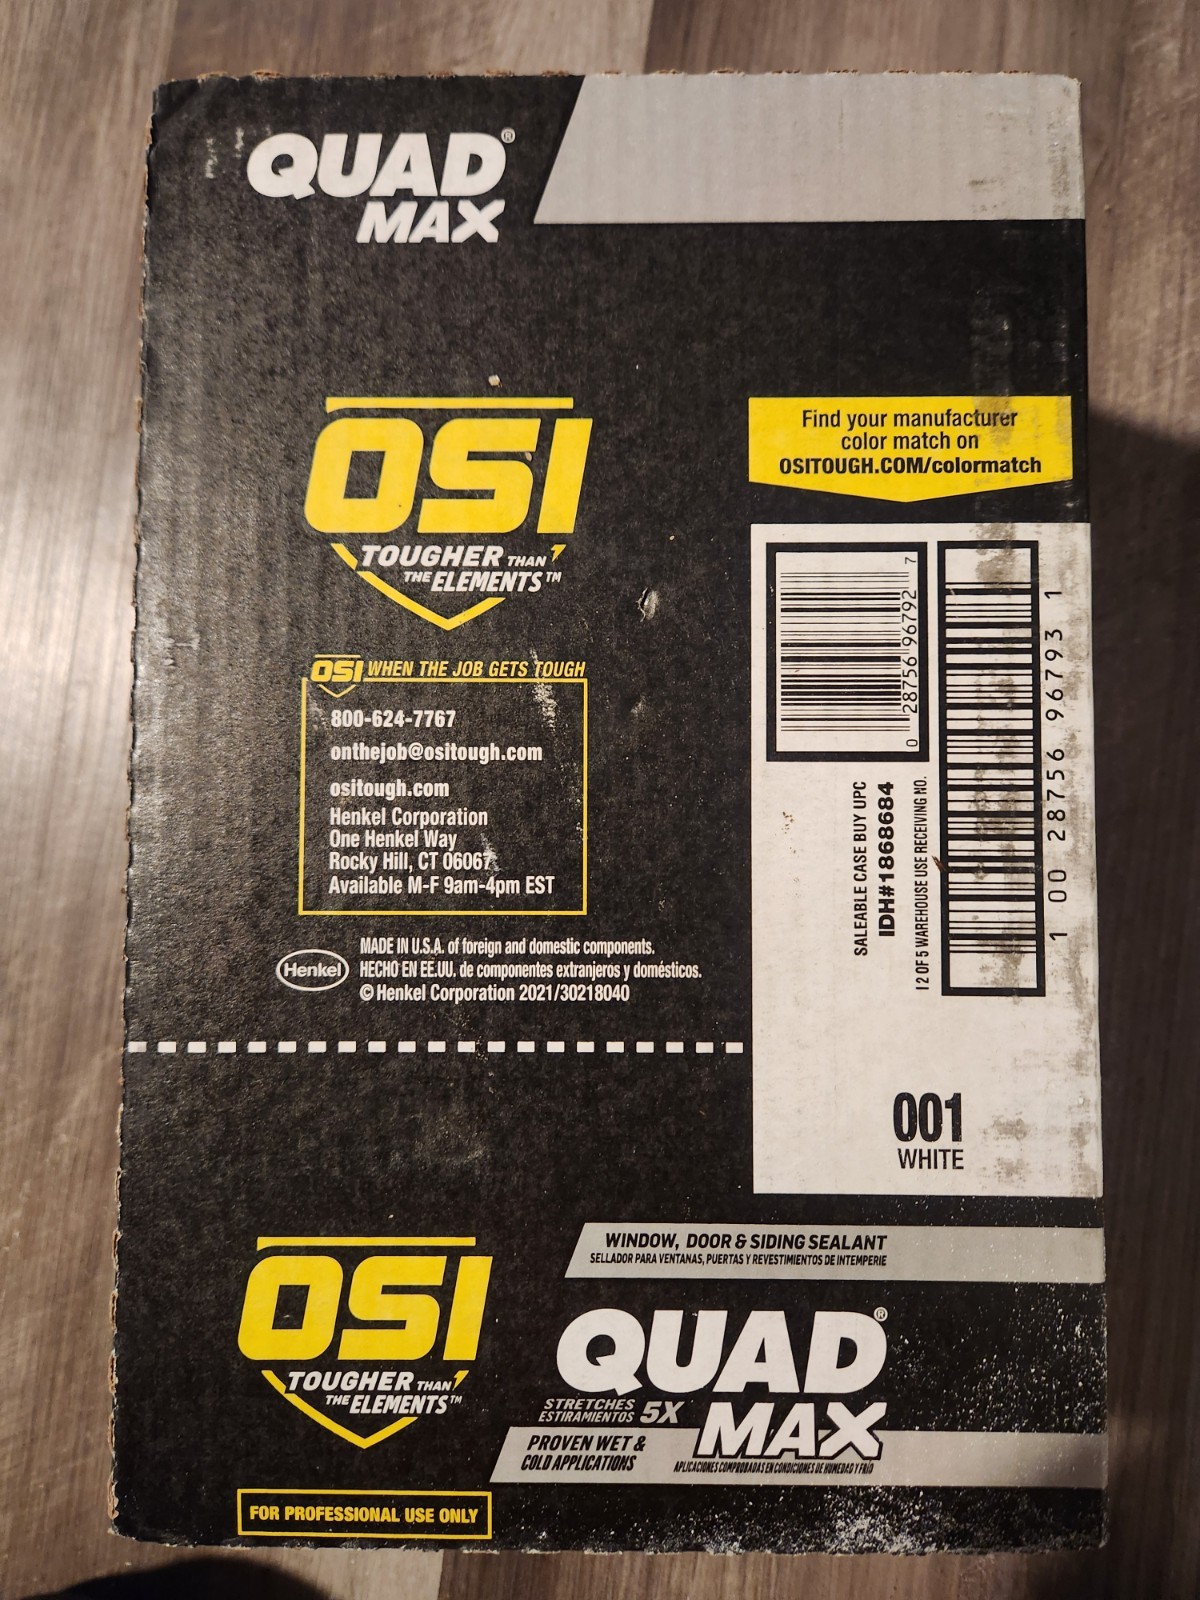 QUAD®
MAX
OSI
TOUGHER THAN
THE ELEMENTS™
Find your manufacturer
color match on
OSITOUGH.COM/colormatch
OSI WHEN THE JOB GETS TOUGH
800-624-7767
onthejob@ositough.com
ositough.com
Henkel Corporation
One Henkel Way
Rocky Hill, CT 06067
Available M-F 9am-4pm EST
Henkel
MADE IN U.S.A. of foreign and domestic components.
HECHO EN EE.UU. de componentes extranjeros y domésticos.
© Henkel Corporation 2021/30218040
0 28756 96792 7
SALEABLE CASE BUY UPC
IDH#1868684
I 2 OF 5 WAREHOUSE USE RECEIVING NO.
1 00 28756 96793 1
001
WHITE
OSI
TOUGHER THAN
THE ELEMENTS™
WINDOW, DOOR & SIDING SEALANT
SELLADOR PARA VENTANAS, PUERTAS Y REVESTIMIENTOS DE INTEMPERIE
QUAD®
MAX
STRETCHES
ESTIRAMIENTOS 5X
PROVEN WET &
COLD APPLICATIONS
APLICACIONES COMPROBADAS EN CONDICIONES DE HUMEDAD Y FRÍO
FOR PROFESSIONAL USE ONLY